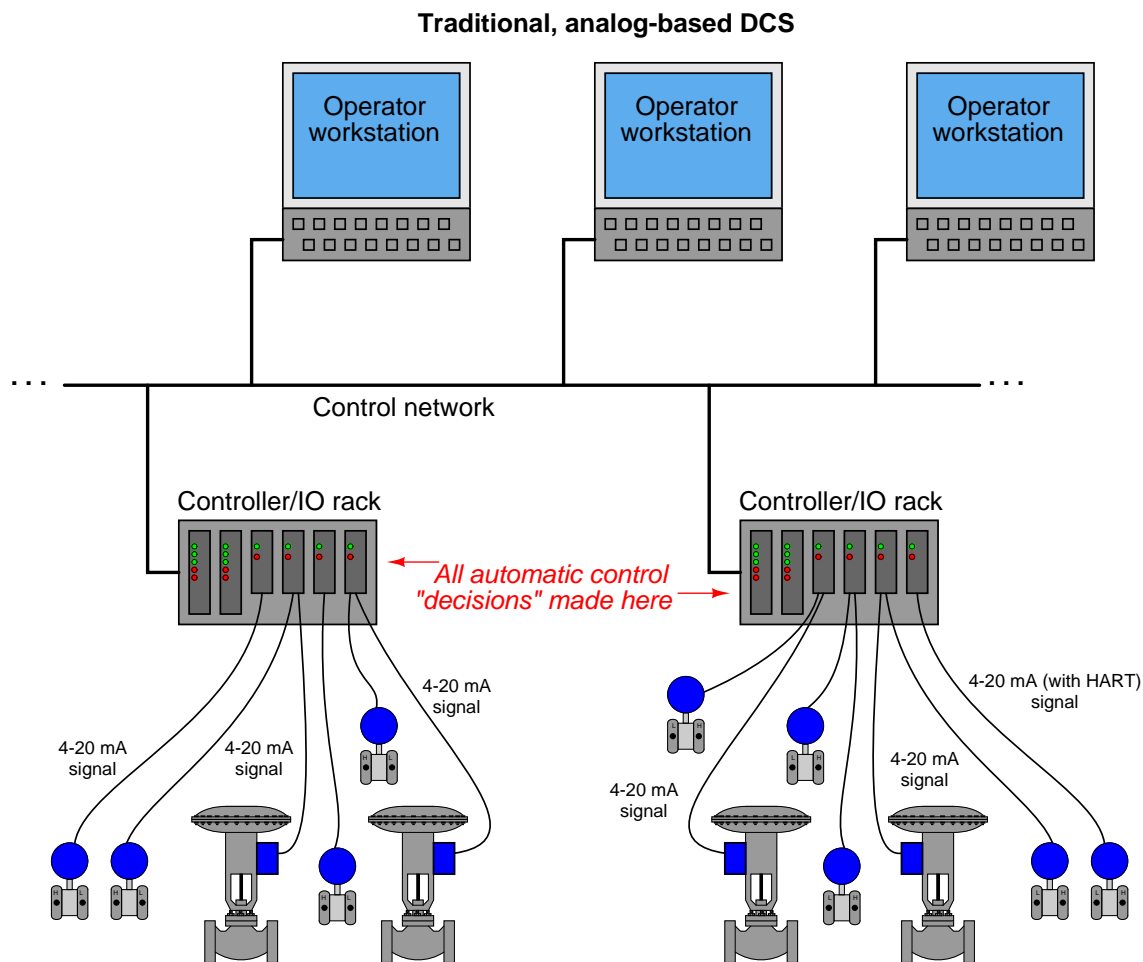 Traditional, analog-based DCS
Operator
workstation
Operator
workstation
Operator
workstation
. . .
. . .
Control network
Controller/IO rack
Controller/IO rack
All automatic control
"decisions" made here
4-20 mA
signal
4-20 mA (with HART)
signal
4-20 mA
signal
4-20 mA
signal
4-20 mA
signal
4-20 mA
signal
L H
H L
L H
H L
H L
H L
L H
L H
L H